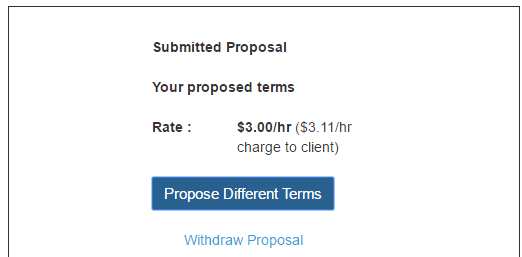 Submitted Proposal
Your proposed terms
Rate : $3.00/hr ($3.11/hr
charge to client)
Propose Different Terms
Withdraw Proposal